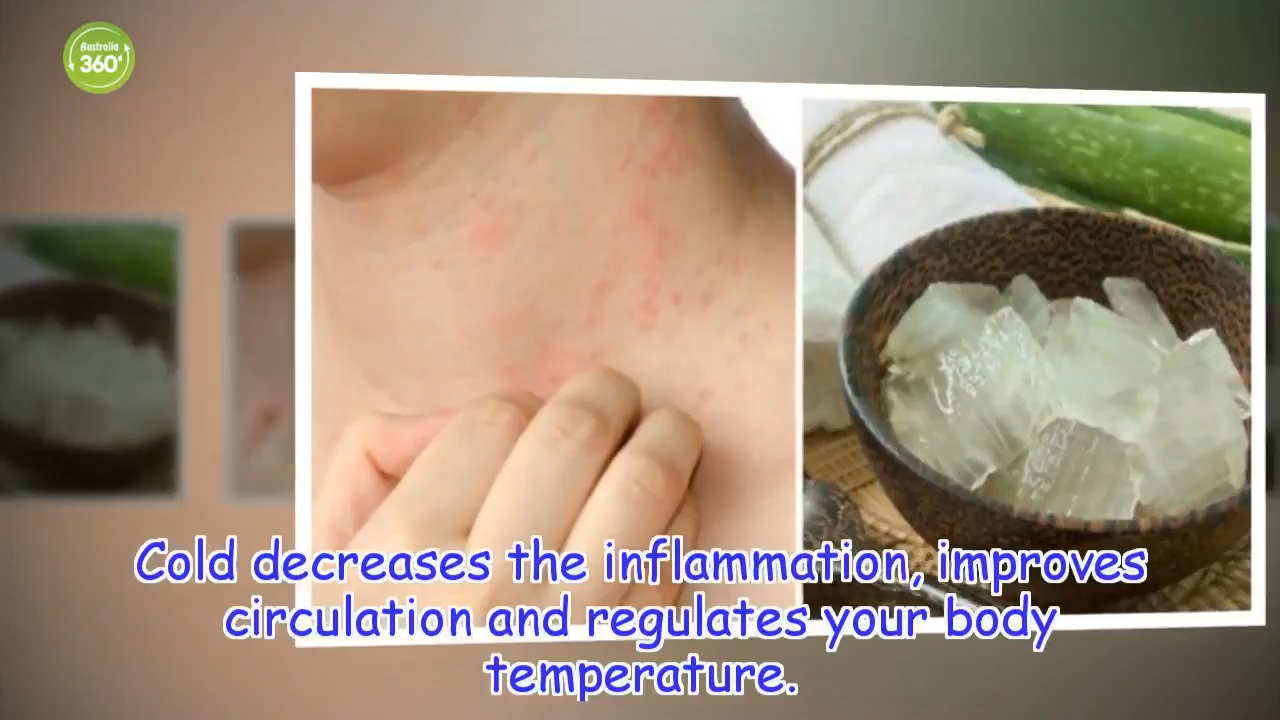 Australia
360°
Cold decreases the inflammation, improves
circulation and regulates your body
temperature.